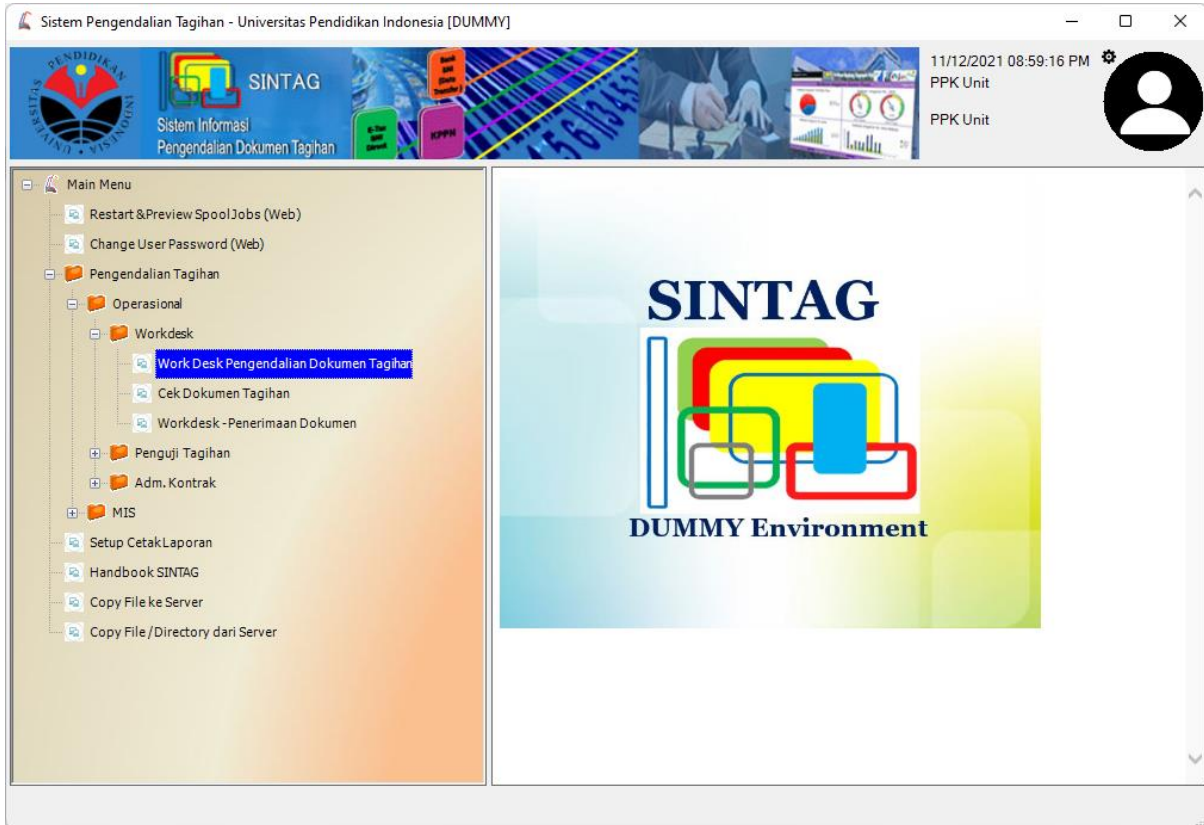 Sistem Pengendalian Tagihan - Universitas Pendidikan Indonesia [DUMMY]
UNIVERSITAS PENDIDIKAN INDONESIA
SINTAG
Sistem Informasi
Pengendalian Dokumen Tagihan
KPPN
11/12/2021 08:59:16 PM
PPK Unit
PPK Unit
Main Menu
Restart & Preview Spool Jobs (Web)
Change User Password (Web)
Pengendalian Tagihan
Operasional
Workdesk
Work Desk Pengendalian Dokumen Tagihan
Cek Dokumen Tagihan
Workdesk - Penerimaan Dokumen
Penguji Tagihan
Adm. Kontrak
MIS
Setup Cetak Laporan
Handbook SINTAG
Copy File ke Server
Copy File / Directory dari Server
SINTAG
DUMMY Environment